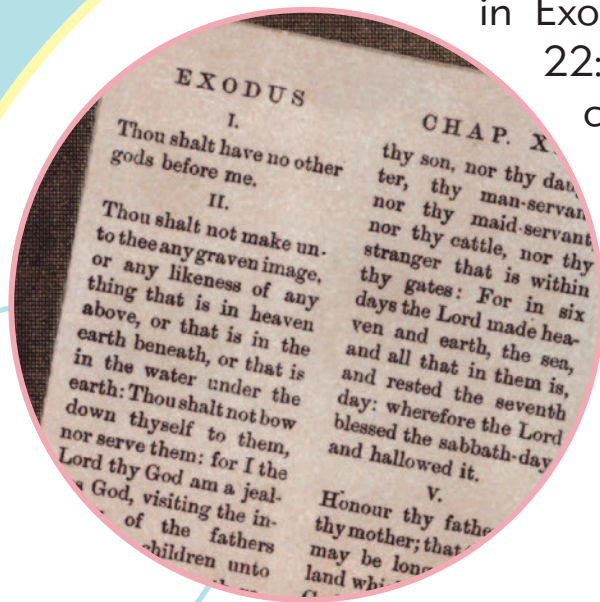 in Exo
22:
EXODUS
I.
Thou shalt have no other
gods before me.
II.
Thou shalt not make un-
to thee any graven image,
or any likeness of any
thing that is in heaven
above, or that is in the
earth beneath, or that is
in the water under the
earth: Thou shalt not bow
down thyself to them,
nor serve them: for I the
Lord thy God am a jeal-
God, visiting the in-
of the fathers
children unto
CHAP. X
thy son, nor thy dau
ter, thy man-servan
nor thy maid-servant
nor thy cattle, nor thy
stranger that is within
thy gates: For in six
days the Lord made hea-
ven and earth, the sea,
and all that in them is,
and rested the seventh
day: wherefore the Lord
blessed the sabbath-day
and hallowed it.
V.
Honour thy fathe
thy mother; that
may be long
land whi